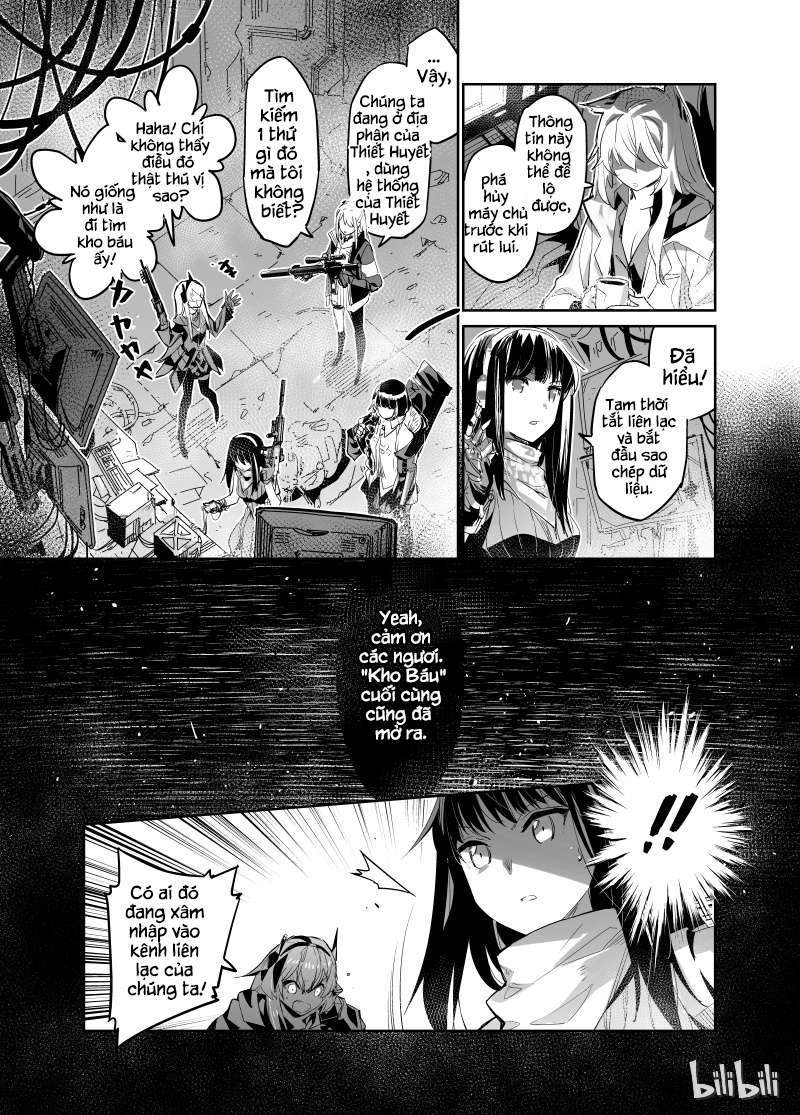 Thông
tin này
không
thể để
lộ
được,
phá
hủy
máy chủ
trước khi
rút lui.
Đã
hiểu!
Tạm thời
tắt liên lạc
và bắt
đầu sao
chép dữ
liệu.
...
Vậy,
Chúng ta
đang ở địa
phận của
Thiết Huyết
, dùng
hệ thống
của Thiết
Huyết
Tìm
kiếm
1 thứ
gì đó
mà tôi
không
biết?
Haha! Chị
không thấy
điều đó
thật thú vị
sao?
Nó giống
như là
đi tìm
kho báu
ấy!
ヤ
ヤ
ヤ
ヤ
Yeah,
cảm ơn
các ngươi.
"Kho Báu"
cuối cùng
cũng đã
mở ra.
!!
Có ai đó
đang xâm
nhập vào
kênh liên
lạc của
chúng ta!
bilibili